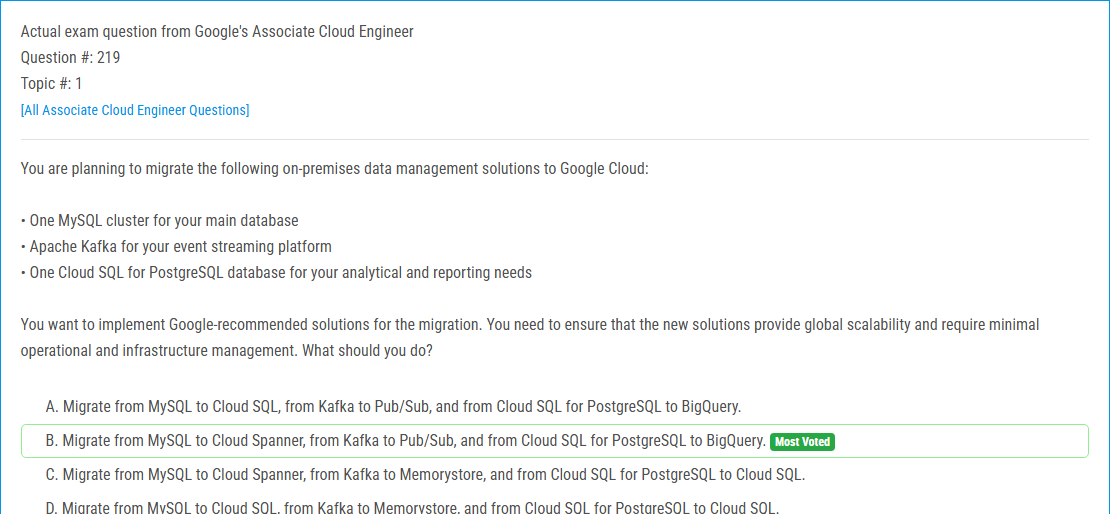 Actual exam question from Google's Associate Cloud Engineer
Question #: 219
Topic #: 1
[All Associate Cloud Engineer Questions]
You are planning to migrate the following on-premises data management solutions to Google Cloud:
• One MySQL cluster for your main database
• Apache Kafka for your event streaming platform
• One Cloud SQL for PostgreSQL database for your analytical and reporting needs
You want to implement Google-recommended solutions for the migration. You need to ensure that the new solutions provide global scalability and require minimal
operational and infrastructure management. What should you do?
A. Migrate from MySQL to Cloud SQL, from Kafka to Pub/Sub, and from Cloud SQL for PostgreSQL to BigQuery.
B. Migrate from MySQL to Cloud Spanner, from Kafka to Pub/Sub, and from Cloud SQL for PostgreSQL to BigQuery. Most Voted
C. Migrate from MySQL to Cloud Spanner, from Kafka to Memorystore, and from Cloud SQL for PostgreSQL to Cloud SQL.
D. Migrate from MySQL to Cloud SQL, from Kafka to Memorystore, and from Cloud SQL for PostgreSQL to Cloud SQL.